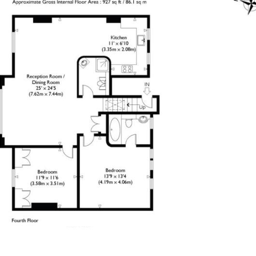 Approximate Gross Internal Floor Area : 927 sq ft / 86.1 sq m
Kitchen
11' x 6'10
(3.35m x 2.08m)
Reception Room /
Dining Room
25' x 24'5
(7.62m x 7.44m)
Bedroom
11'9 x 11'6
(3.58m x 3.51m)
Bedroom
13'9 x 13'4
(4.19m x 4.06m)
Fourth Floor